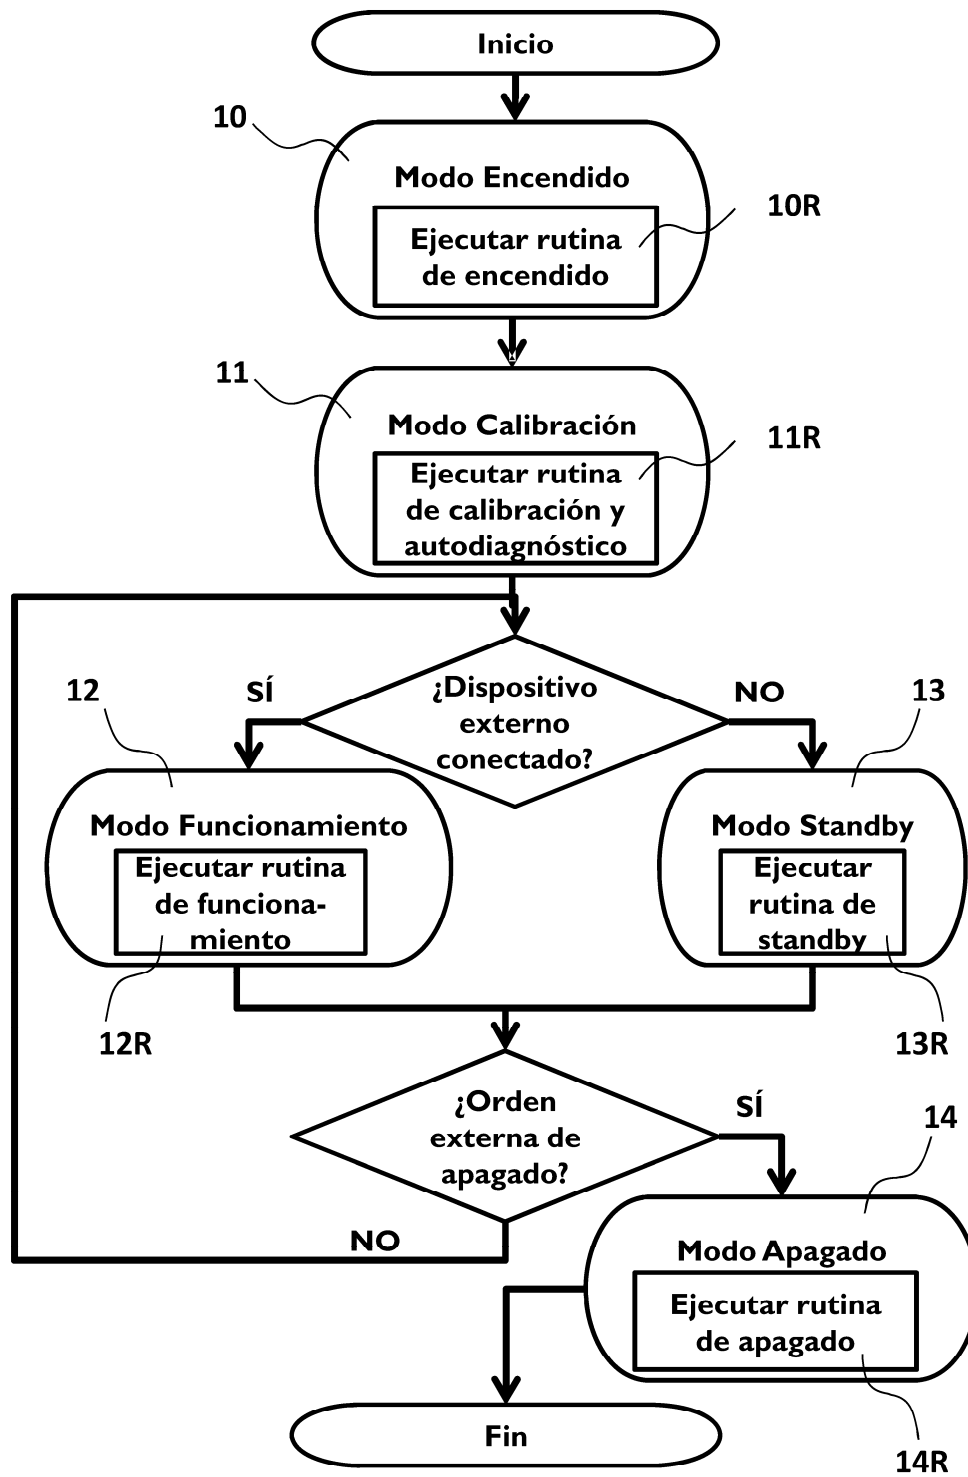 Inicio
10
Modo Encendido
10R
Ejecutar rutina
de encendido
11
Modo Calibración
11R
Ejecutar rutina
de calibración y
autodiagnóstico
12
SÍ
¿Dispositivo
externo
conectado?
NO
13
Modo Funcionamiento
Ejecutar rutina
de funciona-
miento
12R
Modo Standby
Ejecutar
rutina de
standby
13R
¿Orden
externa de
apagado?
SÍ
14
NO
Modo Apagado
Ejecutar rutina
de apagado
14R
Fin